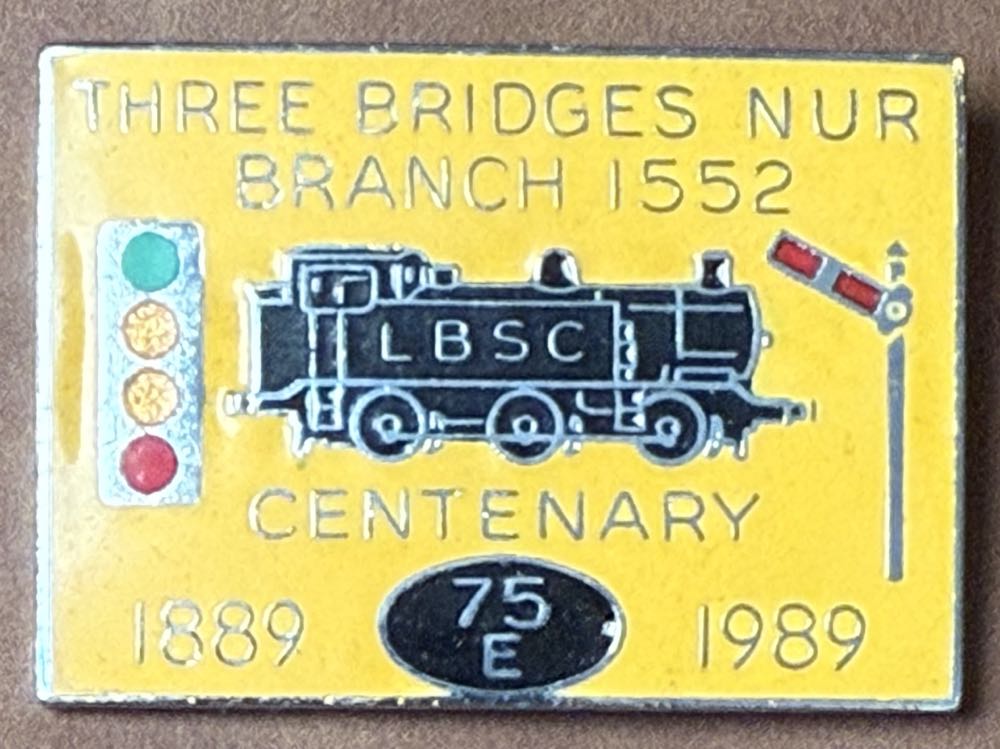 THREE BRIDGES NUR
BRANCH 1552
LBSC
CENTENARY
1889
75
E
1989